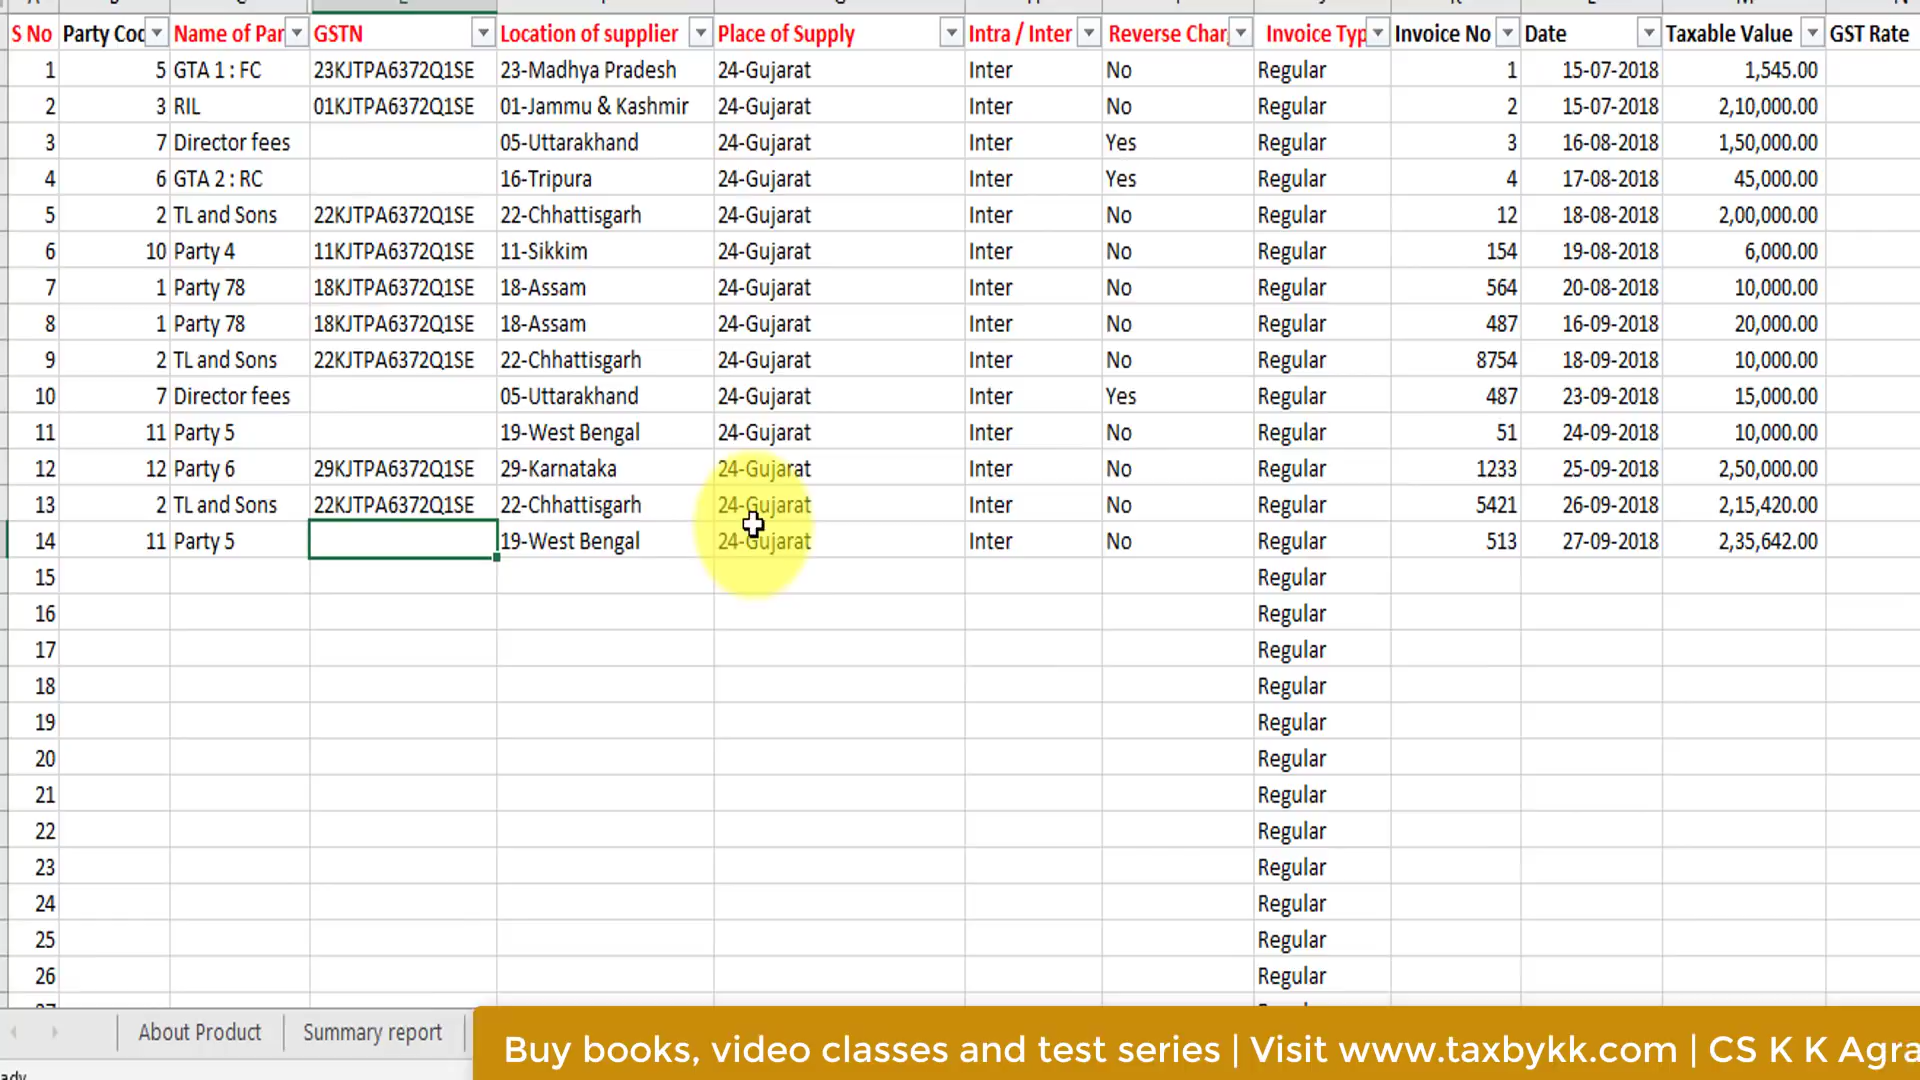 S No Party Cod Name of Par GSTN Location of supplier Place of Supply Intra / Inter Reverse Char Invoice Typ Invoice No Date Taxable Value GST Rate
1 5 GTA 1 : FC 23KJTPA6372Q1SE 23-Madhya Pradesh 24-Gujarat Inter No Regular 1 15-07-2018 1,545.00
2 3 RIL 01KJTPA6372Q1SE 01-Jammu & Kashmir 24-Gujarat Inter No Regular 2 15-07-2018 2,10,000.00
3 7 Director fees 05-Uttarakhand 24-Gujarat Inter Yes Regular 3 16-08-2018 1,50,000.00
4 6 GTA 2 : RC 16-Tripura 24-Gujarat Inter Yes Regular 4 17-08-2018 45,000.00
5 2 TL and Sons 22KJTPA6372Q1SE 22-Chhattisgarh 24-Gujarat Inter No Regular 12 18-08-2018 2,00,000.00
6 10 Party 4 11KJTPA6372Q1SE 11-Sikkim 24-Gujarat Inter No Regular 154 19-08-2018 6,000.00
7 1 Party 78 18KJTPA6372Q1SE 18-Assam 24-Gujarat Inter No Regular 564 20-08-2018 10,000.00
8 1 Party 78 18KJTPA6372Q1SE 18-Assam 24-Gujarat Inter No Regular 487 16-09-2018 20,000.00
9 2 TL and Sons 22KJTPA6372Q1SE 22-Chhattisgarh 24-Gujarat Inter No Regular 8754 18-09-2018 10,000.00
10 7 Director fees 05-Uttarakhand 24-Gujarat Inter Yes Regular 487 23-09-2018 15,000.00
11 11 Party 5 19-West Bengal 24-Gujarat Inter No Regular 51 24-09-2018 10,000.00
12 12 Party 6 29KJTPA6372Q1SE 29-Karnataka 24-Gujarat Inter No Regular 1233 25-09-2018 2,50,000.00
13 2 TL and Sons 22KJTPA6372Q1SE 22-Chhattisgarh 24-Gujarat Inter No Regular 5421 26-09-2018 2,15,420.00
14 11 Party 5 19-West Bengal 24-Gujarat Inter No Regular 513 27-09-2018 2,35,642.00
15 Regular
16 Regular
17 Regular
18 Regular
19 Regular
20 Regular
21 Regular
22 Regular
23 Regular
24 Regular
25 Regular
26 Regular
About Product Summary report
Buy books, video classes and test series | Visit www.taxbykk.com | CS K K Agra